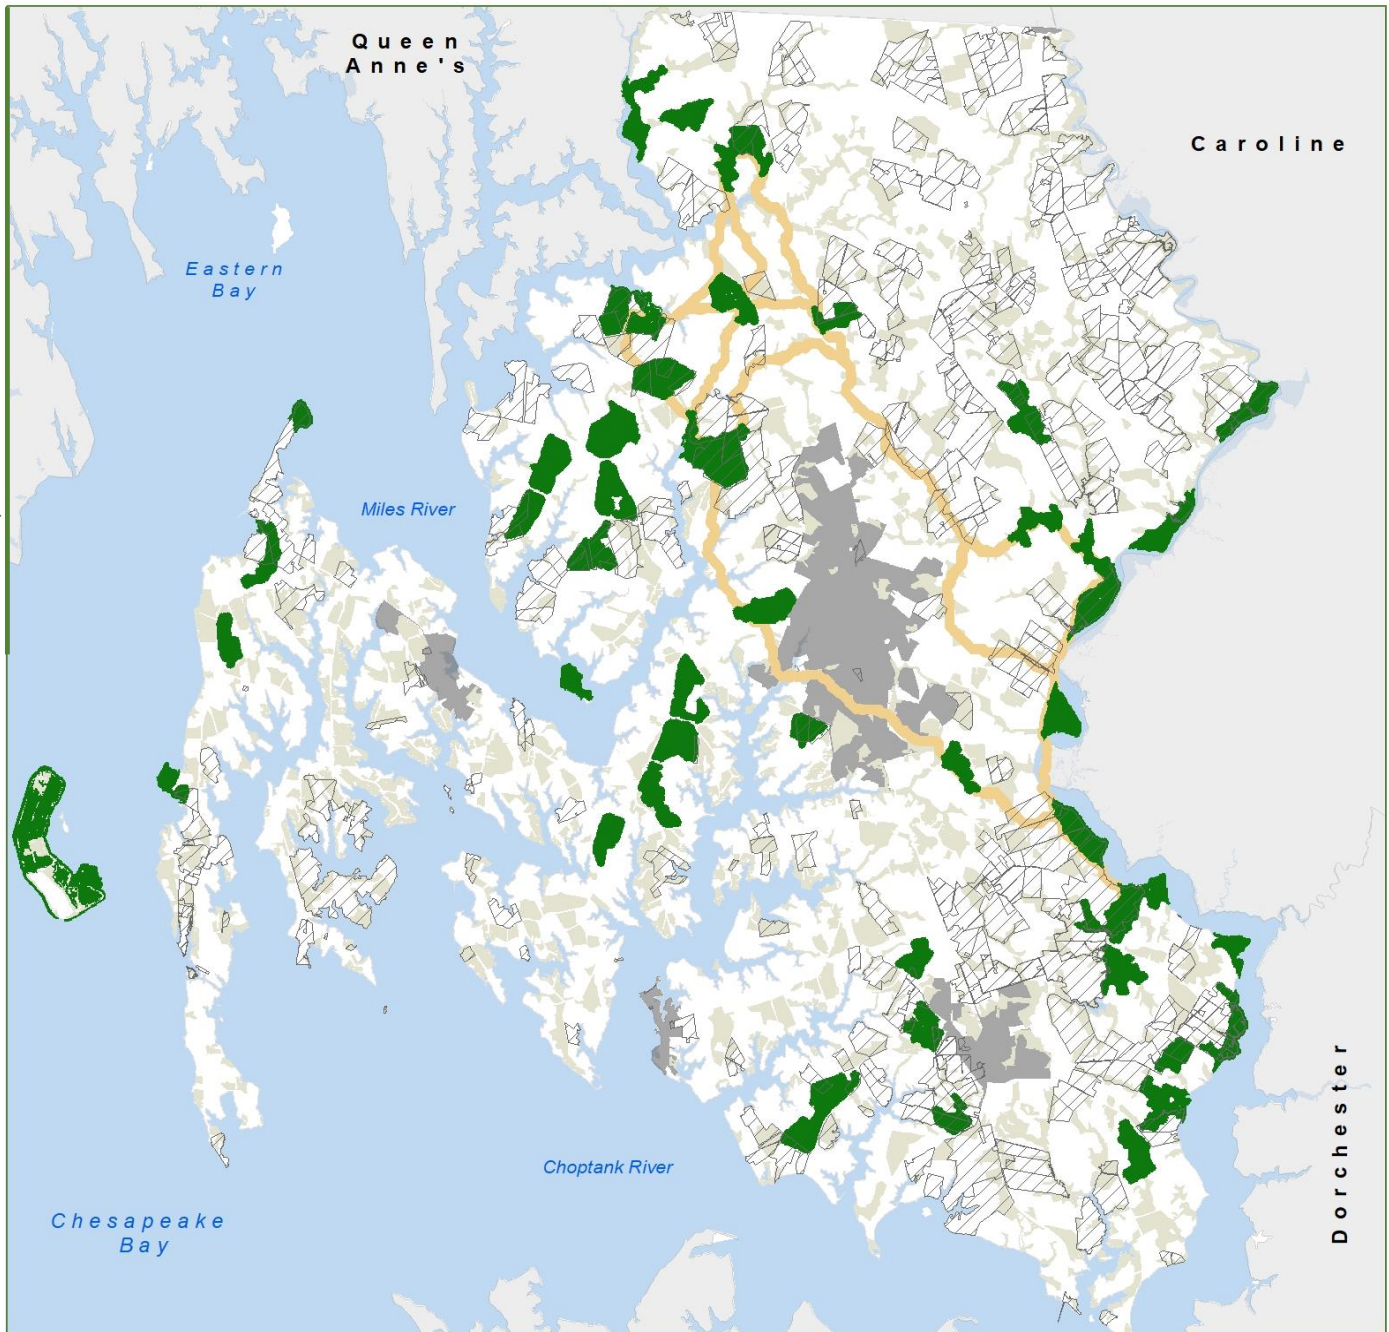 Queen
Anne's
Caroline
Eastern
Bay
Miles River
Choptank River
Chesapeake
Bay
Dorchester